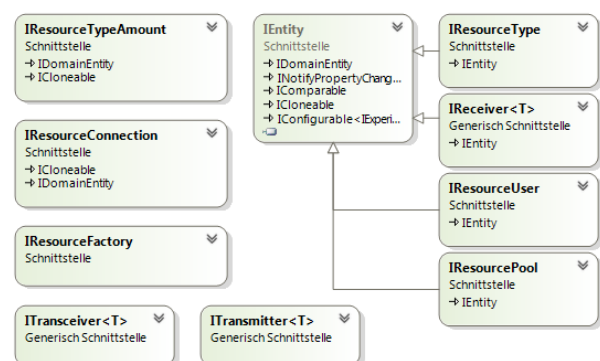 IResourceTypeAmount
Schnittstelle
IDomainEntity
ICloneable
IResourceConnection
Schnittstelle
ICloneable
IDomainEntity
IResourceFactory
Schnittstelle
ITransceiver<T>
Generisch Schnittstelle
IEntity
Schnittstelle
IDomainEntity
INotifyPropertyChang...
IComparable
ICloneable
IConfigurable<IExperi...
ITransmitter<T>
Generisch Schnittstelle
IResourceType
Schnittstelle
IEntity
IReceiver<T>
Generisch Schnittstelle
IEntity
IResourceUser
Schnittstelle
IEntity
IResourcePool
Schnittstelle
IEntity